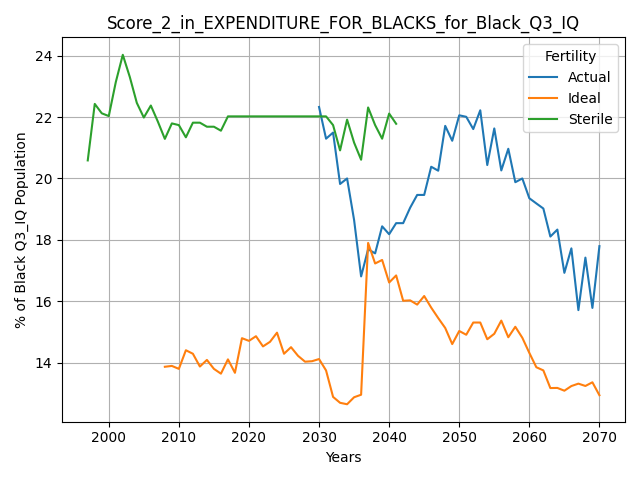 Score_2_in_EXPENDITURE_FOR_BLACKS_for_Black_Q3_IQ
Fertility
Actual
Ideal
Sterile
% of Black Q3_IQ Population
24
22
20
18
16
14
2000
2010
2020
2030
2040
2050
2060
2070
Years